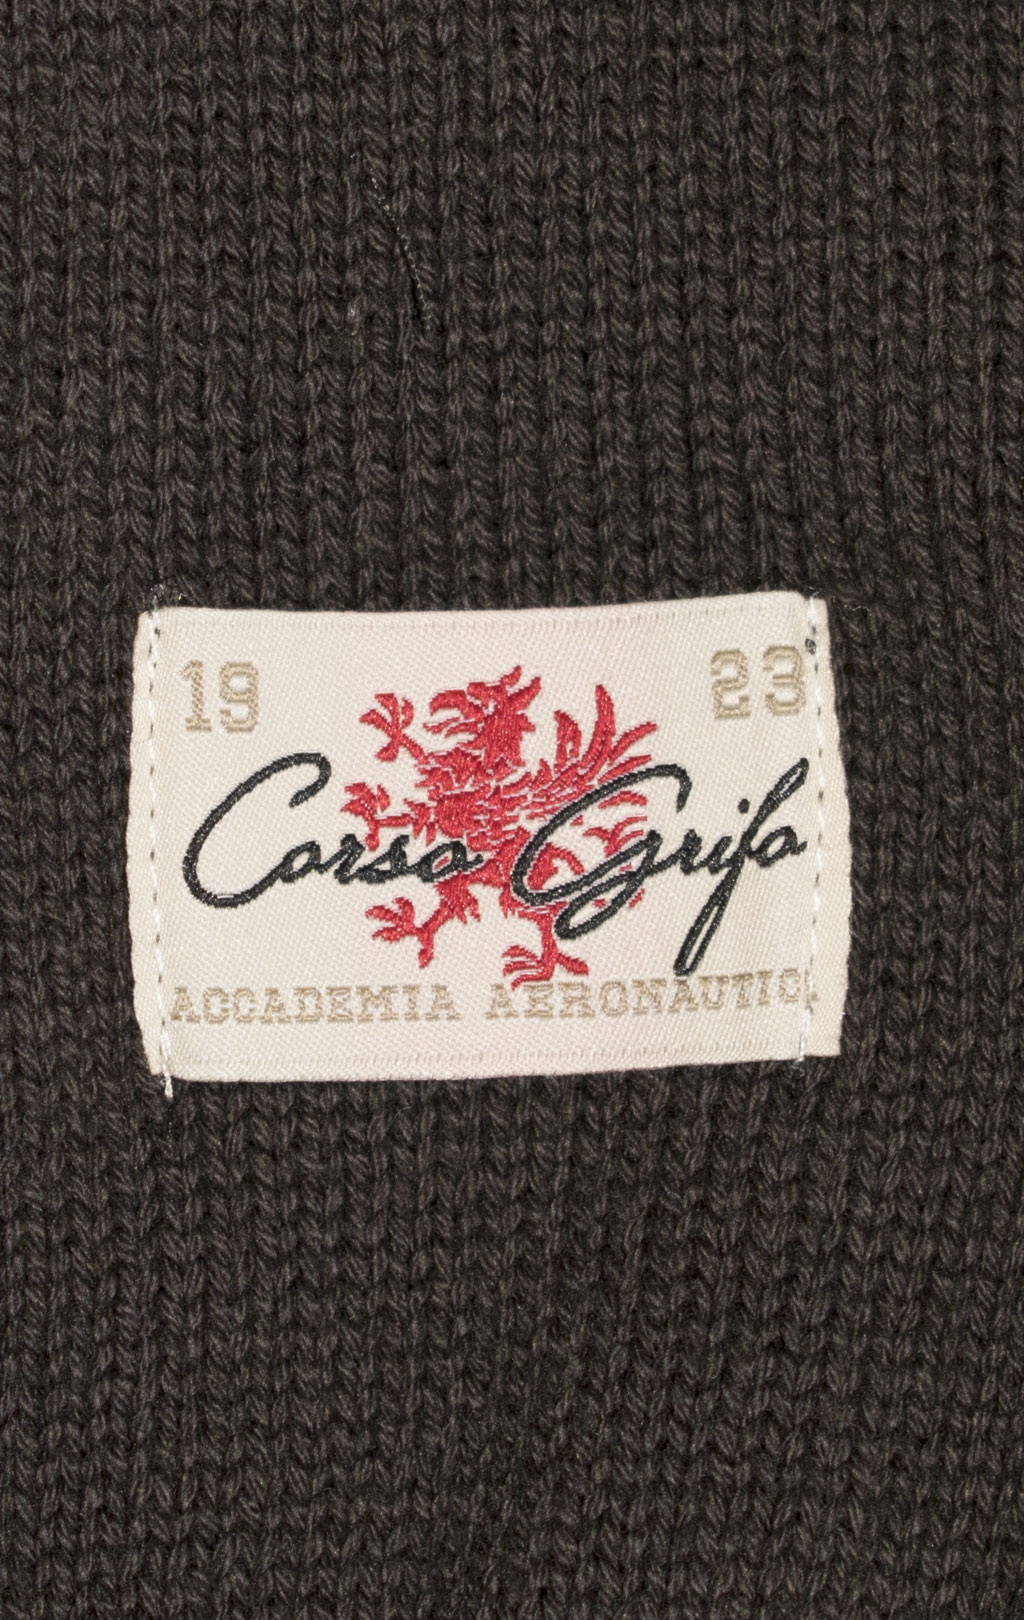 19 23
Corso Grifo
ACCADEMIA AERONAUTICA